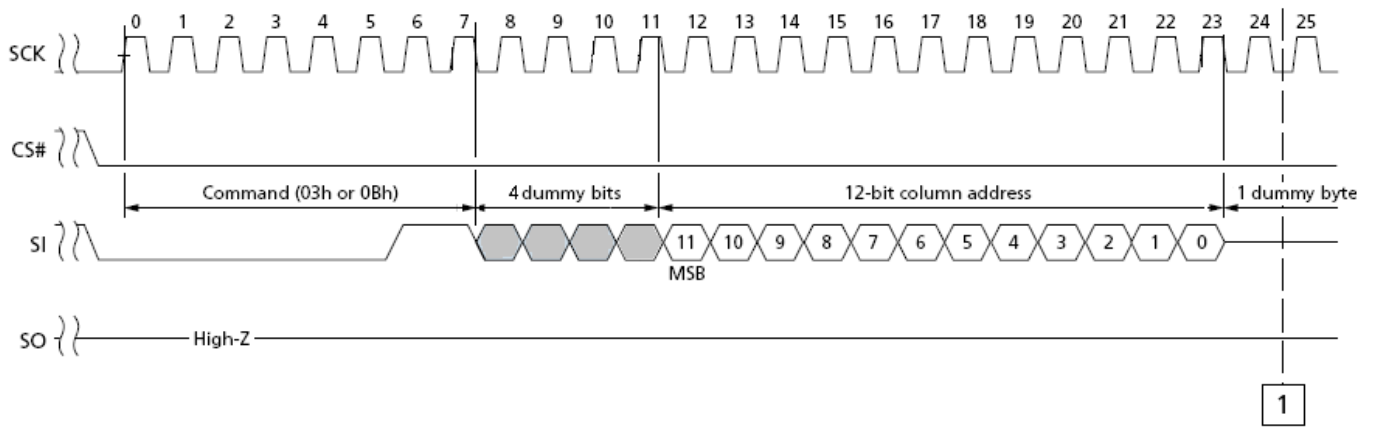 0 1 2 3 4 5 6 7 8 9 10 11 12 13 14 15 16 17 18 19 20 21 22 23 24 25
SCK
CS#
Command (03h or 0Bh) 4 dummy bits 12-bit column address 1 dummy byte
SI 11 10 9 8 7 6 5 4 3 2 1 0
MSB
SO High-Z
1